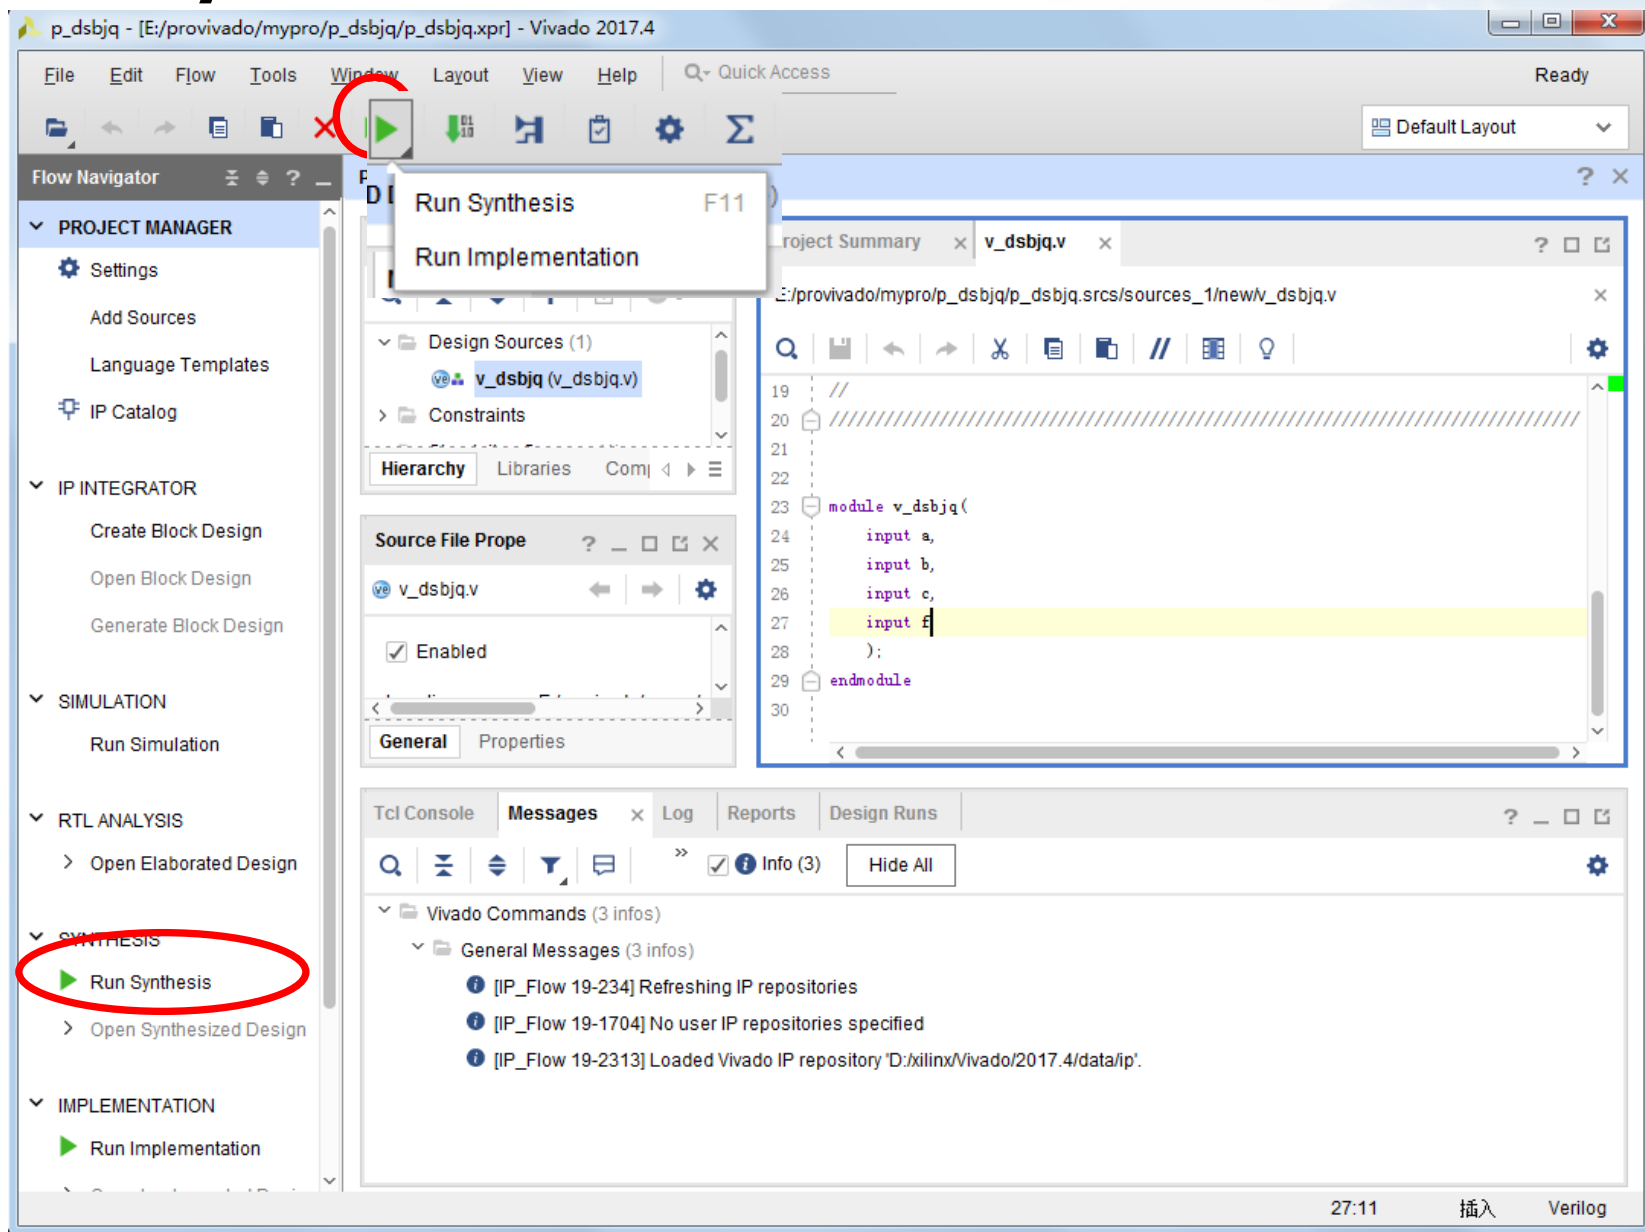 p_dsbjq - [E:/provivado/mypro/p_dsbjq/p_dsbjq.xpr] - Vivado 2017.4
File Edit Flow Tools Window Layout View Help Quick Access Ready
Default Layout
Flow Navigator
Run Synthesis F11
Run Implementation
PROJECT MANAGER
Settings
Add Sources
Language Templates
IP Catalog
IP INTEGRATOR
Create Block Design
Open Block Design
Generate Block Design
SIMULATION
Run Simulation
RTL ANALYSIS
Open Elaborated Design
SYNTHESIS
Run Synthesis
Open Synthesized Design
IMPLEMENTATION
Run Implementation
Design Sources (1)
v_dsbjq (v_dsbjq.v)
Constraints
Hierarchy Libraries
Source File Prope
v_dsbjq.v
Enabled
General Properties
roject Summary v_dsbjq.v
E:/provivado/mypro/p_dsbjq/p_dsbjq.srcs/sources_1/new/v_dsbjq.v
19 //
20 ////////////////////////////////////////////////////////////////////////////////
21
22
23 module v_dsbjq(
24 input a,
25 input b,
26 input c,
27 input f
28 );
29 endmodule
30
Tcl Console Messages Log Reports Design Runs
Info (3) Hide All
Vivado Commands (3 infos)
General Messages (3 infos)
[IP_Flow 19-234] Refreshing IP repositories
[IP_Flow 19-1704] No user IP repositories specified
[IP_Flow 19-2313] Loaded Vivado IP repository 'D:/xilinx/Vivado/2017.4/data/ip'.
27:11 插入 Verilog